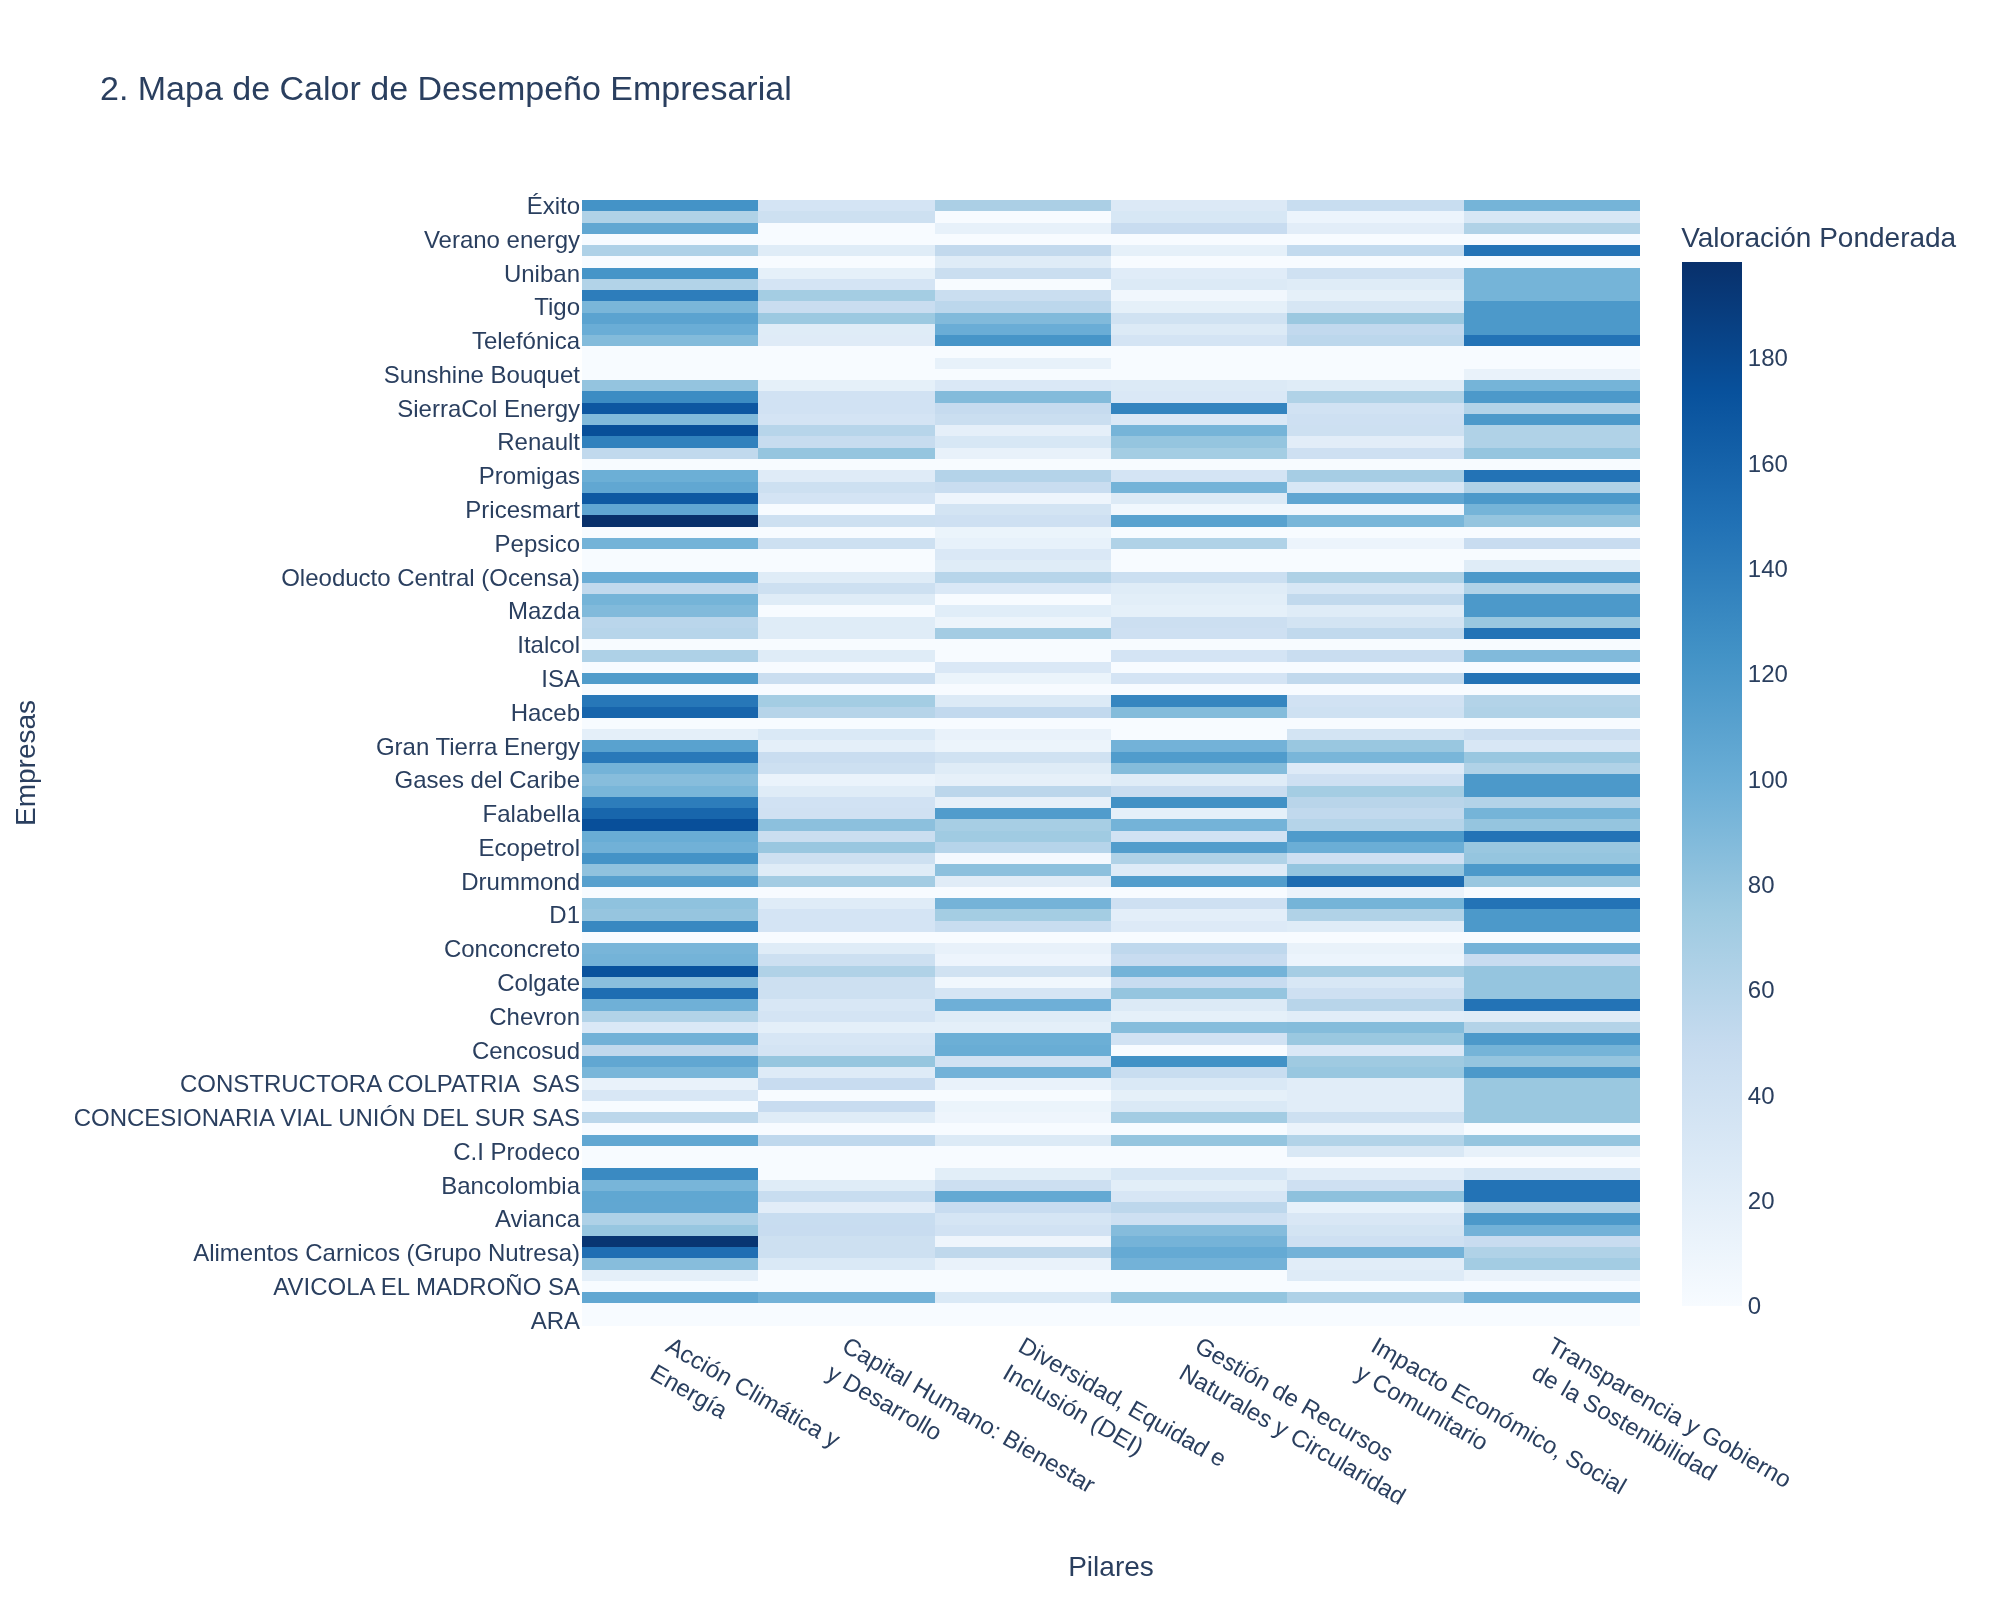 2. Mapa de Calor de Desempeño Empresarial
Éxito
Verano energy
Uniban
Tigo
Telefónica
Sunshine Bouquet
SierraCol Energy
Renault
Promigas
Pricesmart
Pepsico
Oleoducto Central (Ocensa)
Mazda
Italcol
ISA
Haceb
Gran Tierra Energy
Gases del Caribe
Falabella
Ecopetrol
Drummond
D1
Conconcreto
Colgate
Chevron
Cencosud
CONSTRUCTORA COLPATRIA  SAS
CONCESIONARIA VIAL UNIÓN DEL SUR SAS
C.I Prodeco
Bancolombia
Avianca
Alimentos Carnicos (Grupo Nutresa)
AVICOLA EL MADROÑO SA
ARA
Empresas
Acción Climática y
Energía
Capital Humano: Bienestar
y Desarrollo
Diversidad, Equidad e
Inclusión (DEI)
Gestión de Recursos
Naturales y Circularidad
Impacto Económico, Social
y Comunitario
Transparencia y Gobierno
de la Sostenibilidad
Pilares
Valoración Ponderada
180
160
140
120
100
80
60
40
20
0